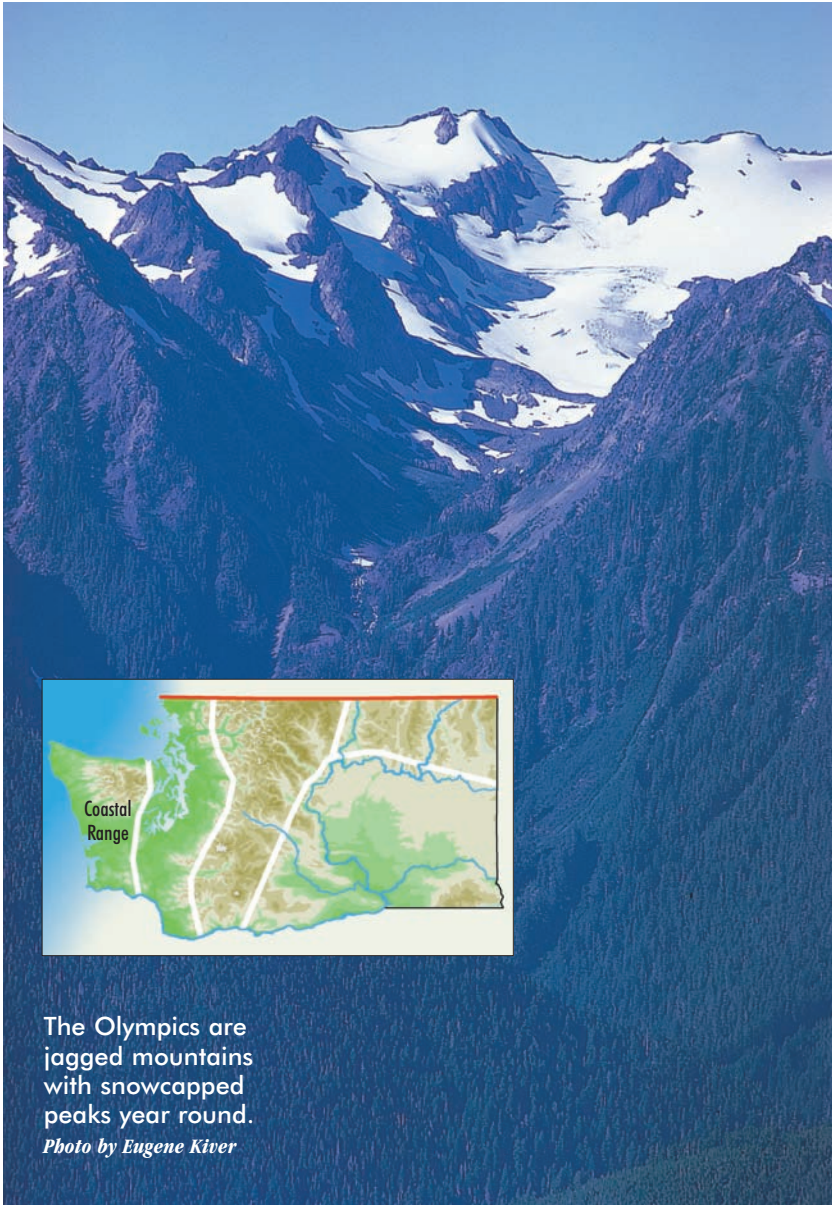 Coastal
Range
The Olympics are
jagged mountains
with snowcapped
peaks year round.
Photo by Eugene Kiver